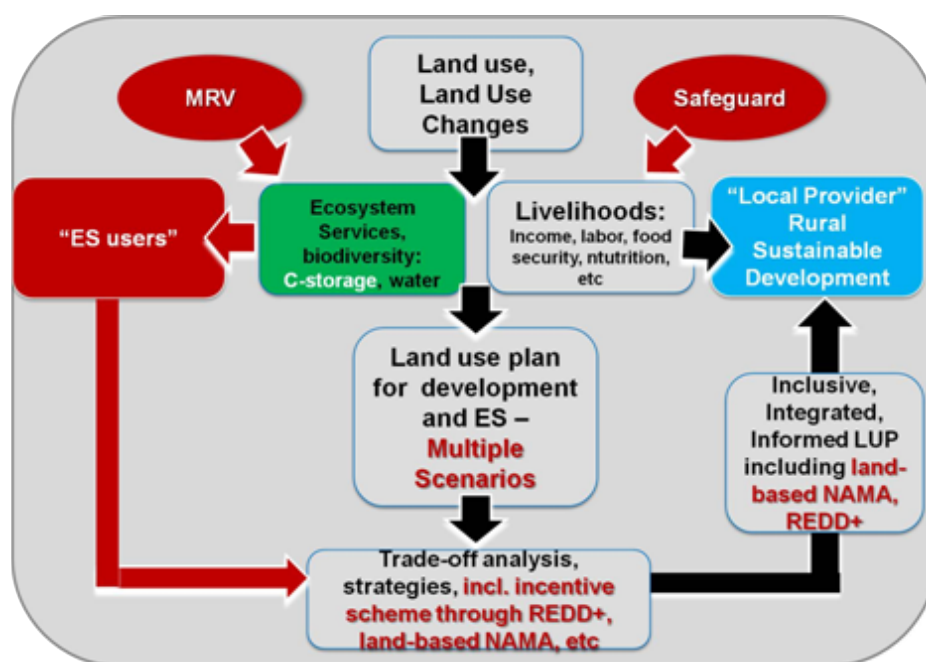 MRV
Land use,
Land Use
Changes
Safeguard
“ES users”
Ecosystem
Services,
biodiversity:
C-storage, water
Livelihoods:
Income, labor, food
security, ntutrition,
etc
“Local Provider”
Rural
Sustainable
Development
Land use plan
for development
and ES –
Multiple
Scenarios
Inclusive,
Integrated,
Informed LUP
including land-
based NAMA,
REDD+
Trade-off analysis,
strategies, incl. incentive
scheme through REDD+,
land-based NAMA, etc